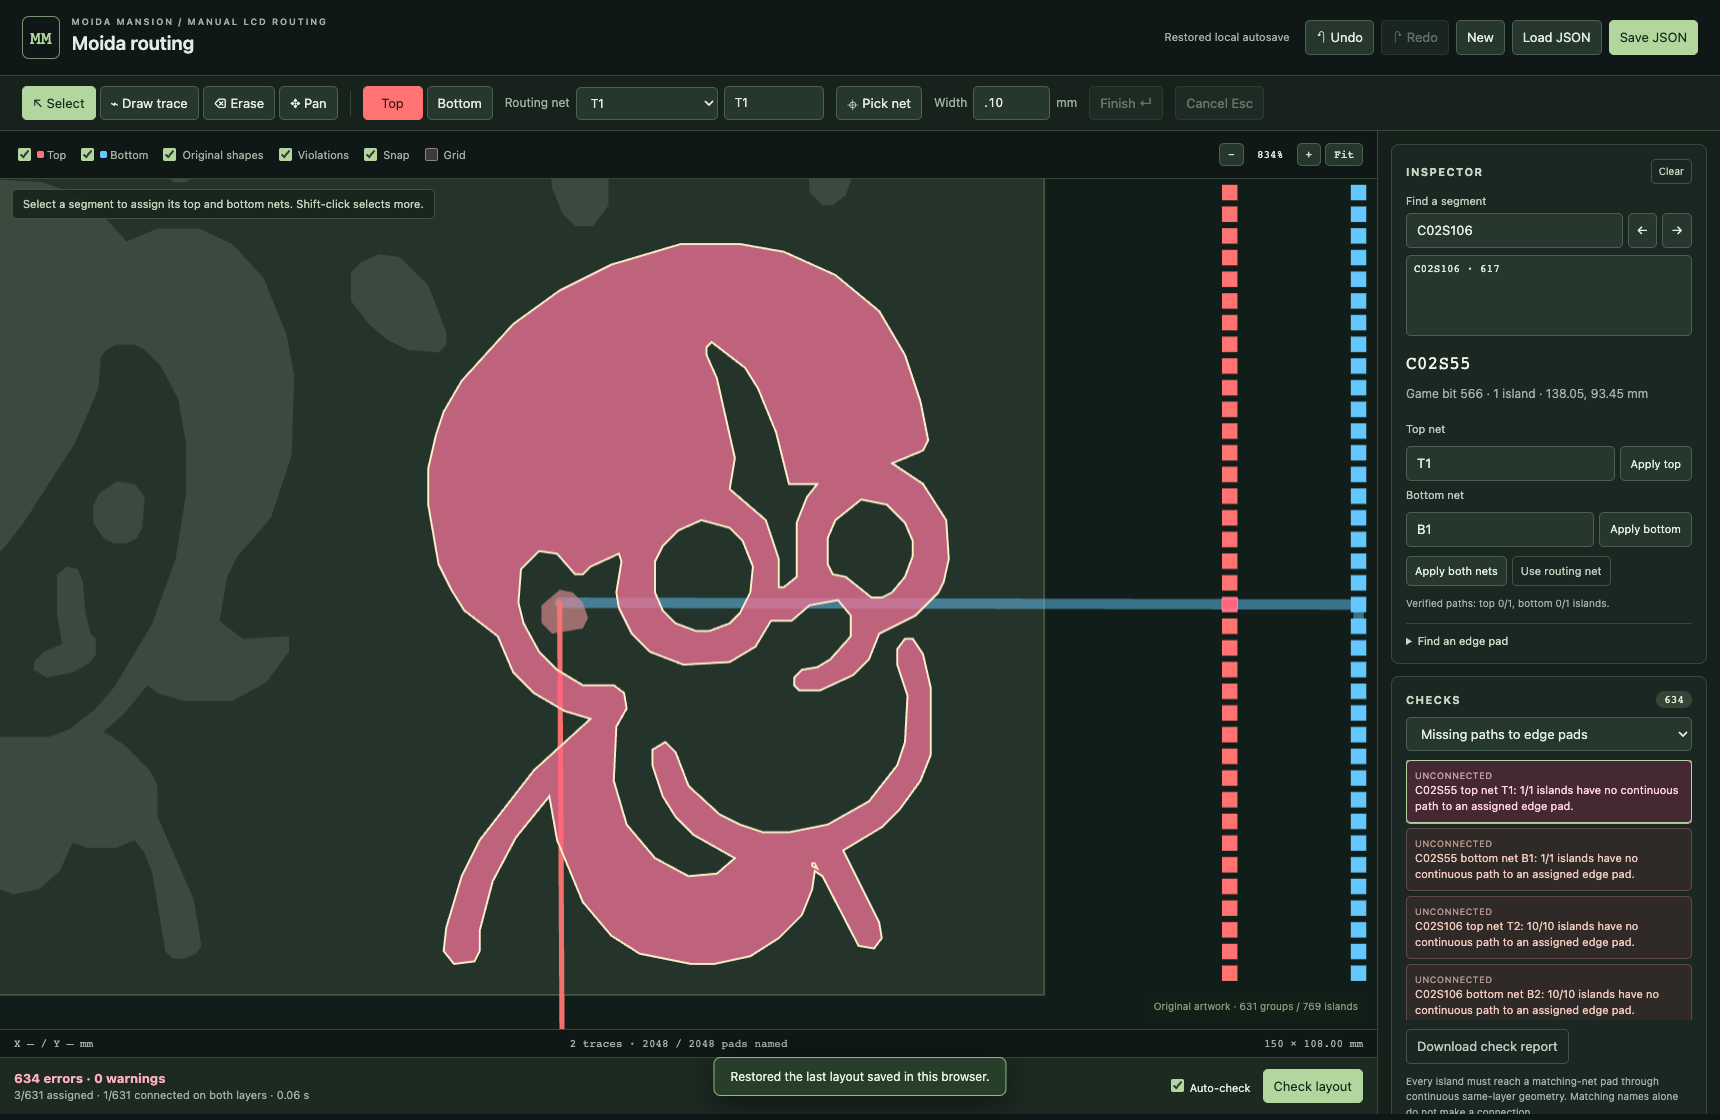 MM
MOIDA MANSION / MANUAL LCD ROUTING
Moida routing
Restored local autosave
Undo
Redo
New
Load JSON
Save JSON
Select
Draw trace
Erase
Pan
Top
Bottom
Routing net
T1
T1
Pick net
Width
.10
mm
Finish ↵
Cancel Esc
Top
Bottom
Original shapes
Violations
Snap
Grid
−
834%
+
Fit
Select a segment to assign its top and bottom nets. Shift-click selects more.
Original artwork · 631 groups / 769 islands
X — / Y — mm
2 traces · 2048 / 2048 pads named
150 × 108.00 mm
634 errors · 0 warnings
3/631 assigned · 1/631 connected on both layers · 0.06 s
Restored the last layout saved in this browser.
Auto-check
Check layout
INSPECTOR
Clear
Find a segment
C02S106
←
→
C02S106 · 617
C02S55
Game bit 566 · 1 island · 138.05, 93.45 mm
Top net
T1
Apply top
Bottom net
B1
Apply bottom
Apply both nets
Use routing net
Verified paths: top 0/1, bottom 0/1 islands.
Find an edge pad
CHECKS
634
Missing paths to edge pads
UNCONNECTED
C02S55 top net T1: 1/1 islands have no continuous
path to an assigned edge pad.
UNCONNECTED
C02S55 bottom net B1: 1/1 islands have no
continuous path to an assigned edge pad.
UNCONNECTED
C02S106 top net T2: 10/10 islands have no
continuous path to an assigned edge pad.
UNCONNECTED
C02S106 bottom net B2: 10/10 islands have no
continuous path to an assigned edge pad.
Download check report
Every island must reach a matching-net pad through
continuous same-layer geometry. Matching names alone
do not make a connection.